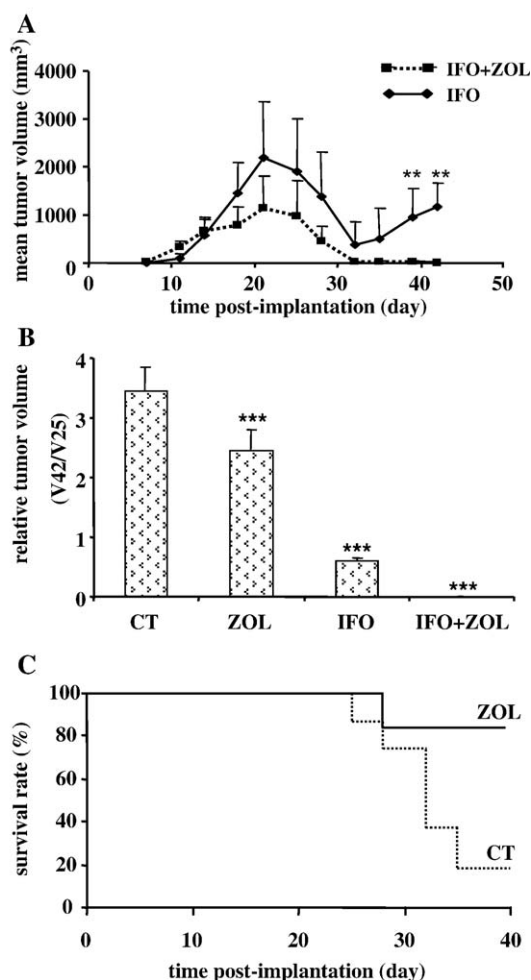 A
mean tumor volume (mm³)
4000
3000
2000
1000
0
IFO+ZOL
IFO
** **
0 10 20 30 40 50
time post-implantation (day)
B
relative tumor volume
(V42/V25)
4
3
2
1
0
***
***
***
CT ZOL IFO IFO+ZOL
C
survival rate (%)
100
80
60
40
20
0
ZOL
CT
0 10 20 30 40
time post-implantation (day)